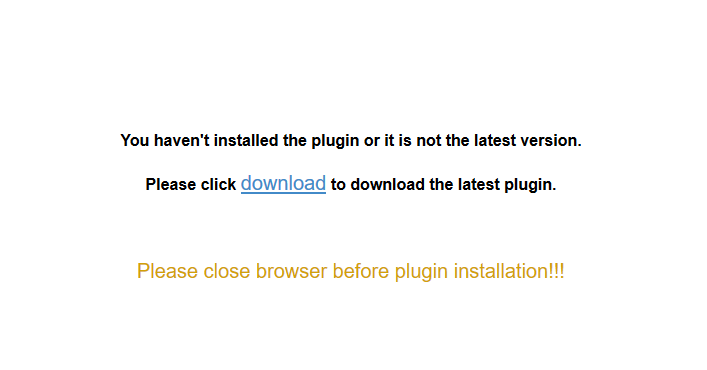 You haven't installed the plugin or it is not the latest version.
Please click download to download the latest plugin.
Please close browser before plugin installation!!!